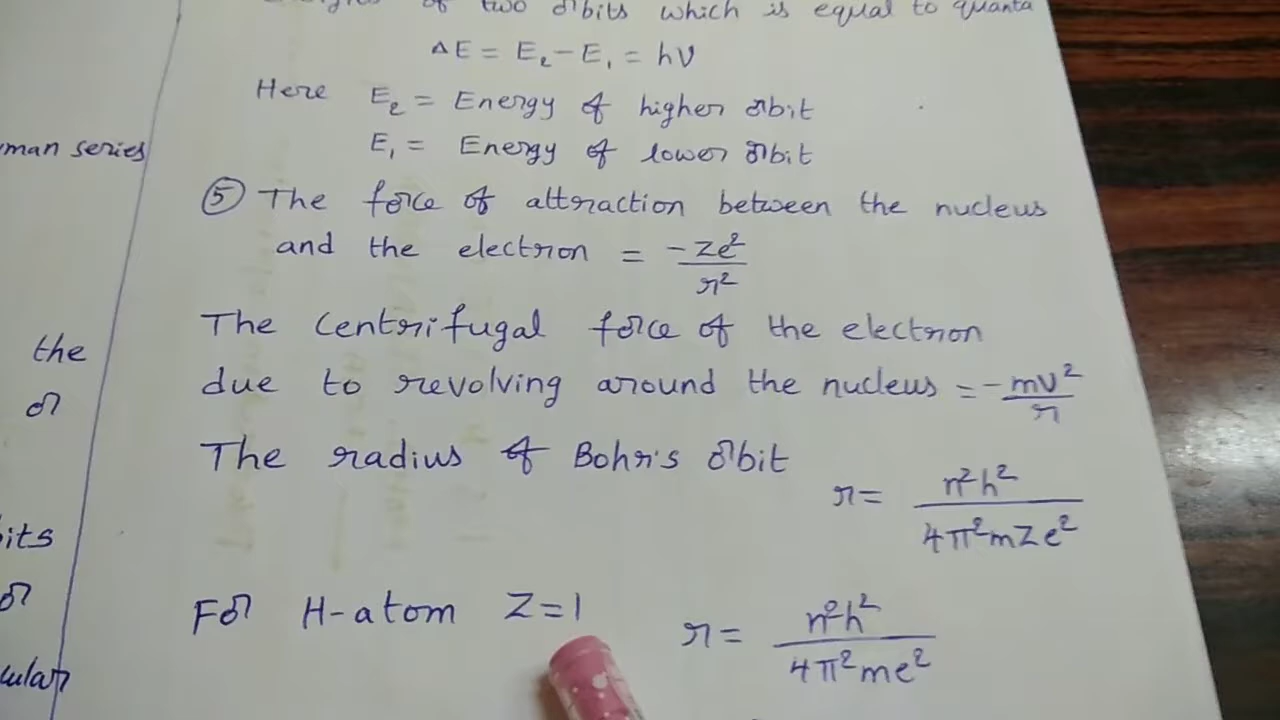 of two orbits which is equal to quanta
ΔE = E₂ - E₁ = hν
Here E₂ = Energy of higher orbit
E₁ = Energy of lower orbit
man series
⑤ The force of attraction between the nucleus
and the electron = -Ze²/r²
The Centrifugal force of the electron
due to revolving around the nucleus = -mv²/r
the
or
The radius of Bohr's orbit
r = n²h²/4π²mZe²
its
or
For H-atom Z=1 r = n²h²/4π²me²
cular